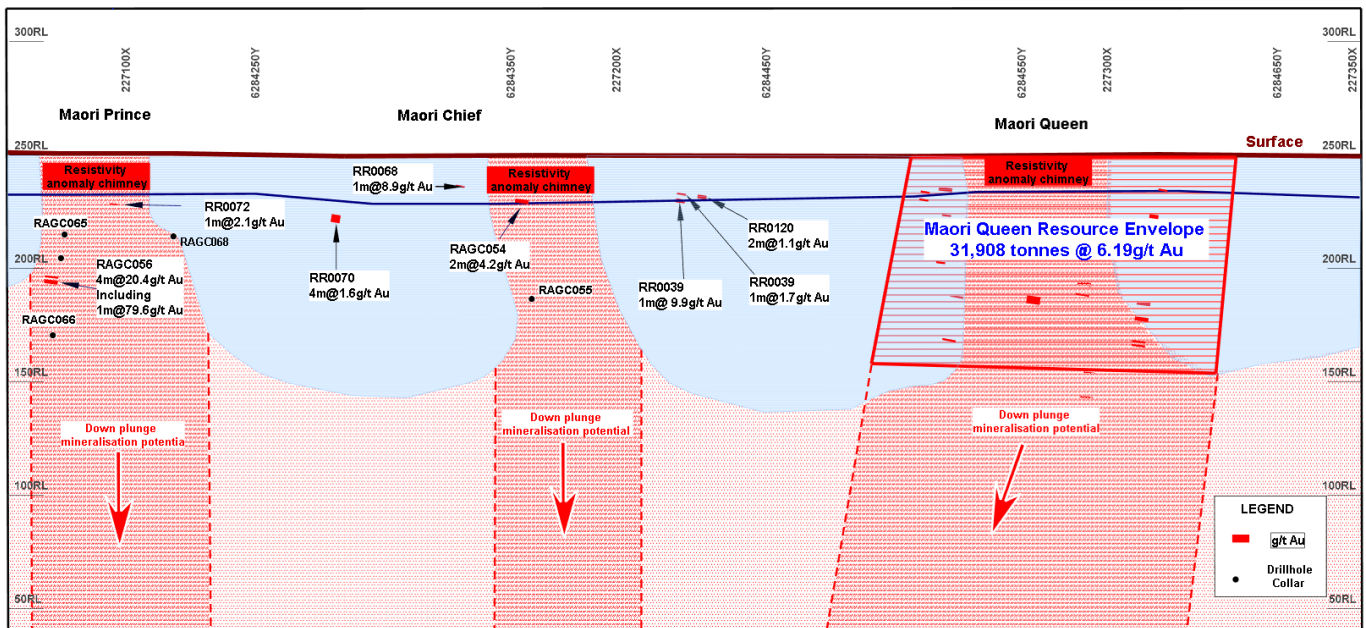 300RL
227100X
6284250Y
6284350Y
227200X
6284450Y
6284550Y
227300X
6284650Y
227350X
300RL
Maori Prince
Maori Chief
Maori Queen
250RL
Surface
250RL
Resistivity
anomaly chimney
RR0068
1m@8.9g/t Au
Resistivity
anomaly chimney
Resistivity
anomaly chimney
RR0072
1m@2.1g/t Au
RAGC065
RAGC068
RAGC054
2m@4.2g/t Au
RR0120
2m@1.1g/t Au
Maori Queen Resource Envelope
31,908 tonnes @ 6.19g/t Au
200RL
RAGC056
4m@20.4g/t Au
Including
1m@79.6g/t Au
RR0070
4m@1.6g/t Au
RAGC055
RR0039
1m@ 9.9g/t Au
RR0039
1m@1.7g/t Au
200RL
RAGC066
150RL
150RL
Down plunge
mineralisation potentia
Down plunge
mineralisation potential
Down plunge
mineralisation potential
100RL
100RL
LEGEND
g/t Au
Drillhole
Collar
50RL
50RL